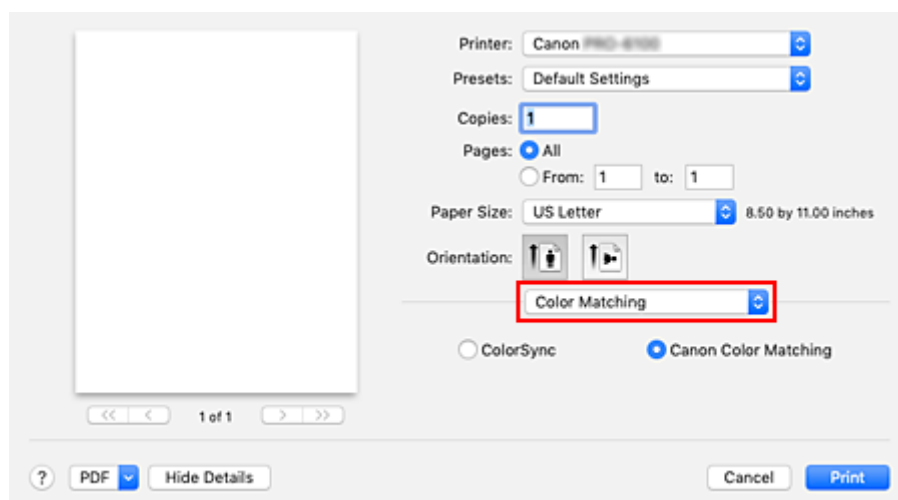 Printer: Canon
Presets: Default Settings
Copies: 1
Pages: All
From: 1 to: 1
Paper Size: US Letter 8.50 by 11.00 inches
Orientation:
Color Matching
ColorSync Canon Color Matching
<< < 1 of 1 > >>
? PDF Hide Details Cancel Print